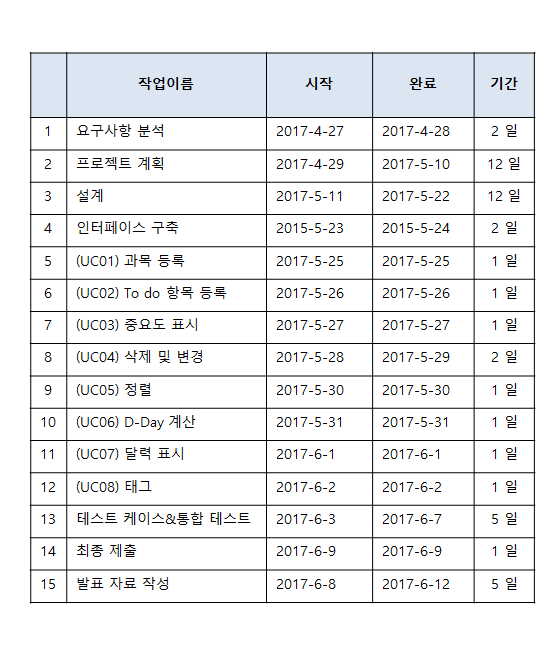 작업이름 시작 완료 기간
1 요구사항 분석 2017-4-27 2017-4-28 2 일
2 프로젝트 계획 2017-4-29 2017-5-10 12 일
3 설계 2017-5-11 2017-5-22 12 일
4 인터페이스 구축 2015-5-23 2015-5-24 2 일
5 (UC01) 과목 등록 2017-5-25 2017-5-25 1 일
6 (UC02) To do 항목 등록 2017-5-26 2017-5-26 1 일
7 (UC03) 중요도 표시 2017-5-27 2017-5-27 1 일
8 (UC04) 삭제 및 변경 2017-5-28 2017-5-29 2 일
9 (UC05) 정렬 2017-5-30 2017-5-30 1 일
10 (UC06) D-Day 계산 2017-5-31 2017-5-31 1 일
11 (UC07) 달력 표시 2017-6-1 2017-6-1 1 일
12 (UC08) 태그 2017-6-2 2017-6-2 1 일
13 테스트 케이스&통합 테스트 2017-6-3 2017-6-7 5 일
14 최종 제출 2017-6-9 2017-6-9 1 일
15 발표 자료 작성 2017-6-8 2017-6-12 5 일